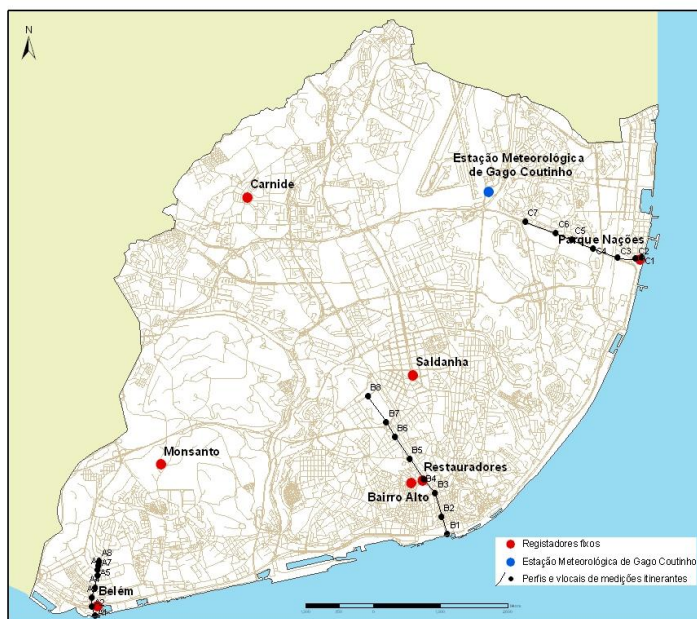 N
Estação Meteorológica
de Gago Coutinho
Carnide
C7
C6
C5
Parque Nações
C4
C3
C2
C1
Saldanha
B8
B7
B6
B5
Monsanto
Restauradores
B4
Bairro Alto
B3
B2
B1
A8
A7
A5
Belém
Registadores fixos
Estação Meteorológica de Gago Coutinho
Perfis e vlocais de medições itinerantes